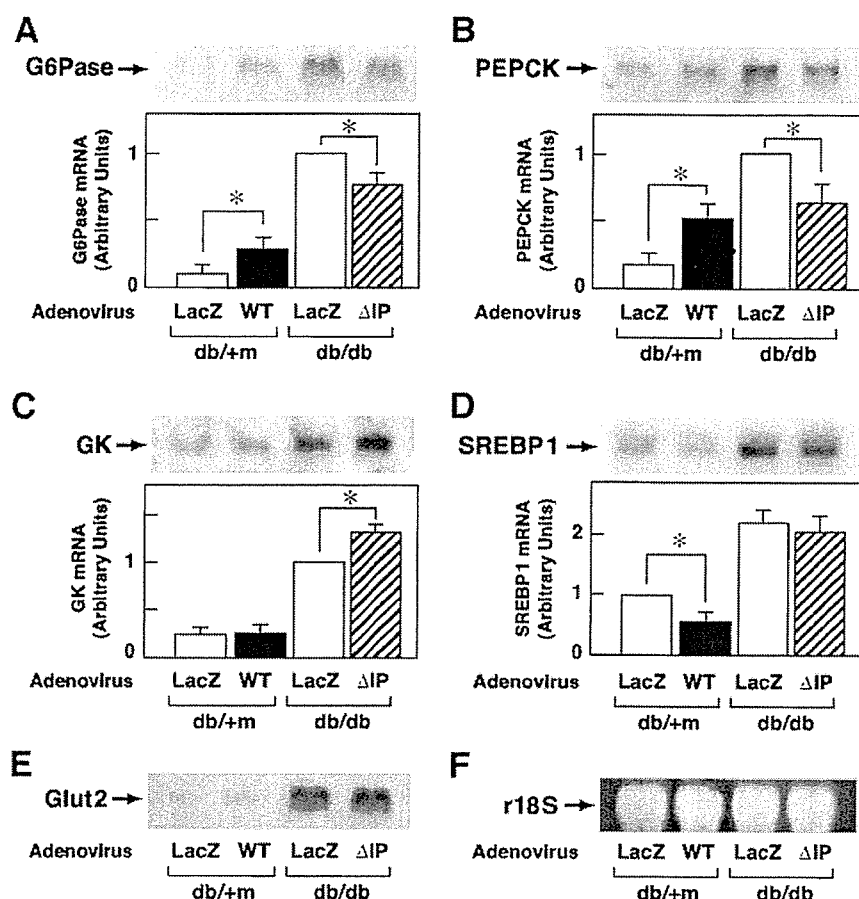 A
G6Pase →
G6Pase mRNA
(Arbitrary Units)
1
0
*
*
Adenovirus LacZ WT LacZ ΔIP
db/+m db/db
B
PEPCK →
PEPCK mRNA
(Arbitrary Units)
1
0
*
*
Adenovirus LacZ WT LacZ ΔIP
db/+m db/db
C
GK →
GK mRNA
(Arbitrary Units)
1
0
*
Adenovirus LacZ WT LacZ ΔIP
db/+m db/db
D
SREBP1 →
SREBP1 mRNA
(Arbitrary Units)
2
1
0
*
Adenovirus LacZ WT LacZ ΔIP
db/+m db/db
E
Glut2 →
Adenovirus LacZ WT LacZ ΔIP
db/+m db/db
F
r18S →
Adenovirus LacZ WT LacZ ΔIP
db/+m db/db